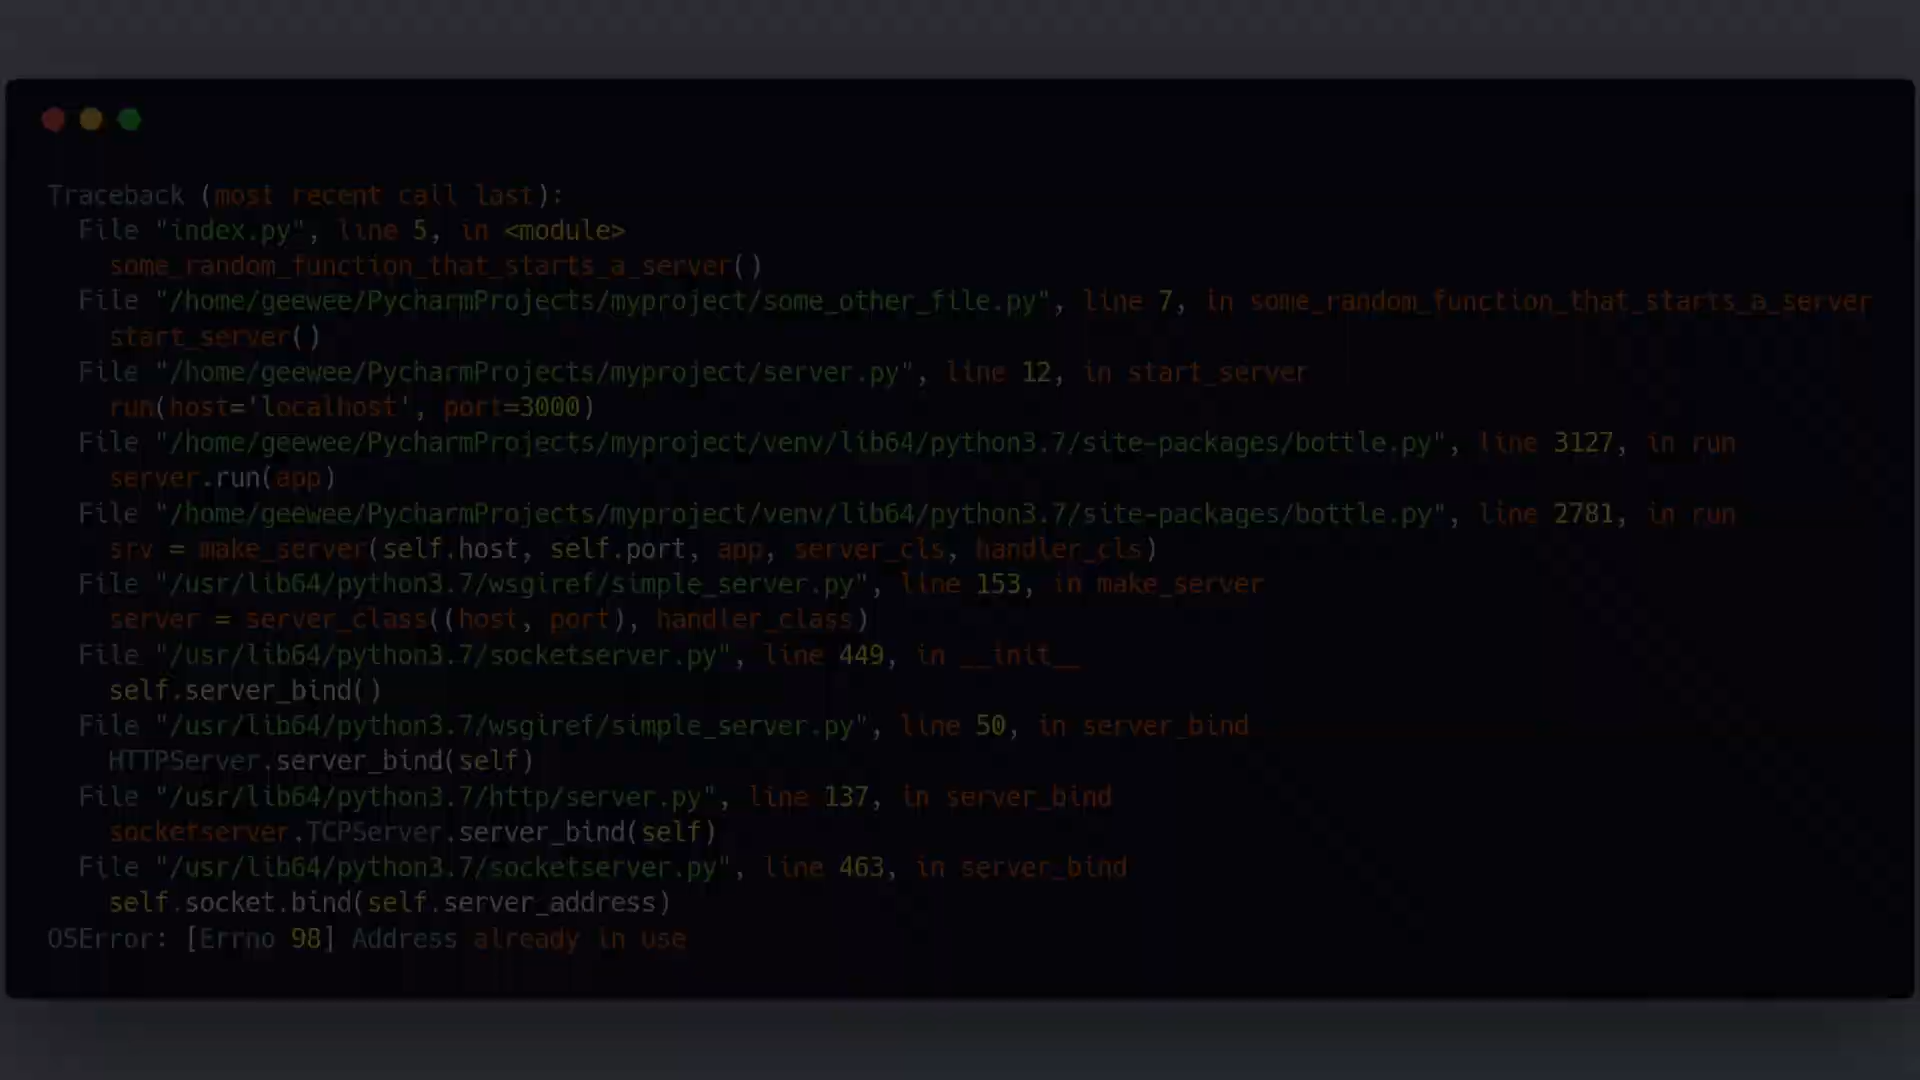 Traceback (most recent call last):
  File "index.py", line 5, in <module>
    some_random_function_that_starts_a_server()
  File "/home/geewee/PycharmProjects/myproject/some_other_file.py", line 7, in some_random_function_that_starts_a_server
    start_server()
  File "/home/geewee/PycharmProjects/myproject/server.py", line 12, in start_server
    run(host='localhost', port=3000)
  File "/home/geewee/PycharmProjects/myproject/venv/lib64/python3.7/site-packages/bottle.py", line 3127, in run
    server.run(app)
  File "/home/geewee/PycharmProjects/myproject/venv/lib64/python3.7/site-packages/bottle.py", line 2781, in run
    srv = make_server(self.host, self.port, app, server_cls, handler_cls)
  File "/usr/lib64/python3.7/wsgiref/simple_server.py", line 153, in make_server
    server = server_class((host, port), handler_class)
  File "/usr/lib64/python3.7/socketserver.py", line 449, in __init__
    self.server_bind()
  File "/usr/lib64/python3.7/wsgiref/simple_server.py", line 50, in server_bind
    HTTPServer.server_bind(self)
  File "/usr/lib64/python3.7/http/server.py", line 137, in server_bind
    socketserver.TCPServer.server_bind(self)
  File "/usr/lib64/python3.7/socketserver.py", line 463, in server_bind
    self.socket.bind(self.server_address)
OSError: [Errno 98] Address already in use